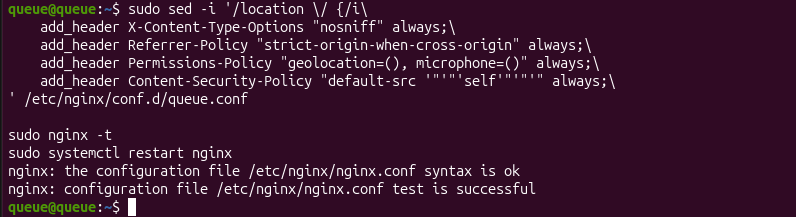 queue@queue:~$ sudo sed -i '/location \/ {/i\
    add_header X-Content-Type-Options "nosniff" always;\
    add_header Referrer-Policy "strict-origin-when-cross-origin" always;\
    add_header Permissions-Policy "geolocation=(), microphone=()" always;\
    add_header Content-Security-Policy "default-src '"'"'self'"'"'" always;\
' /etc/nginx/conf.d/queue.conf

sudo nginx -t
sudo systemctl restart nginx
nginx: the configuration file /etc/nginx/nginx.conf syntax is ok
nginx: configuration file /etc/nginx/nginx.conf test is successful
queue@queue:~$